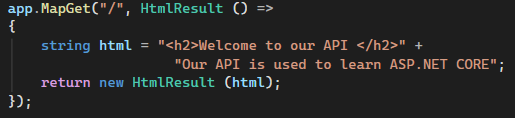 app.MapGet("/", HtmlResult () =>
{
    string html = "<h2>Welcome to our API </h2>" +
                  "Our API is used to learn ASP.NET CORE";
    return new HtmlResult (html);
});